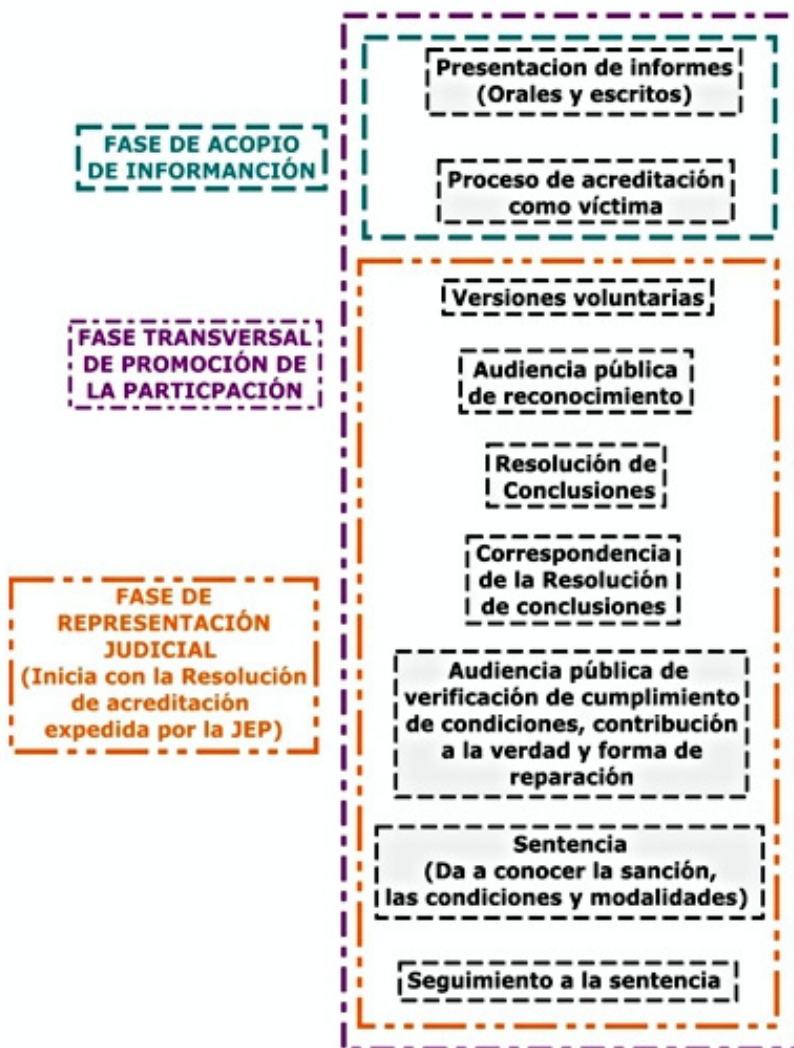 Presentacion de informes
(Orales y escritos)
FASE DE ACOPIO
DE INFORMANCIÓN
Proceso de acreditación
como víctima
Versiones voluntarias
FASE TRANSVERSAL
DE PROMOCIÓN DE
LA PARTICPACIÓN
Audiencia pública
de reconocimiento
Resolución de
Conclusiones
Correspondencia
de la Resolución
de conclusiones
FASE DE
REPRESENTACIÓN
JUDICIAL
(Inicia con la Resolución
de acreditación
expedida por la JEP)
Audiencia pública de
verificación de cumplimiento
de condiciones, contribución
a la verdad y forma de
reparación
Sentencia
(Da a conocer la sanción,
las condiciones y modalidades)
Seguimiento a la sentencia